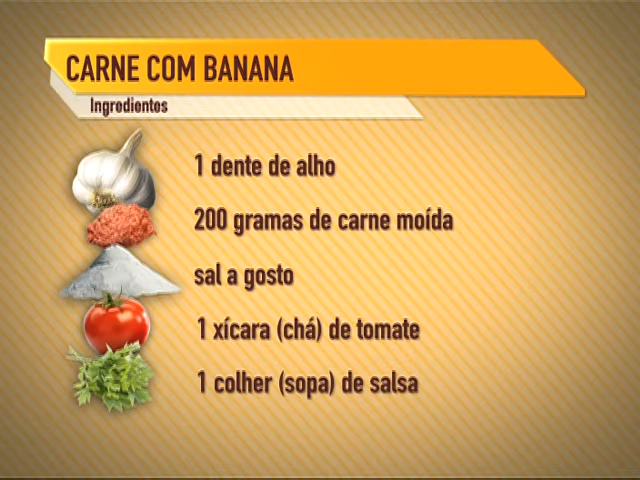 CARNE COM BANANA
Ingredientes
1 dente de alho
200 gramas de carne moída
sal a gosto
1 xícara (chá) de tomate
1 colher (sopa) de salsa